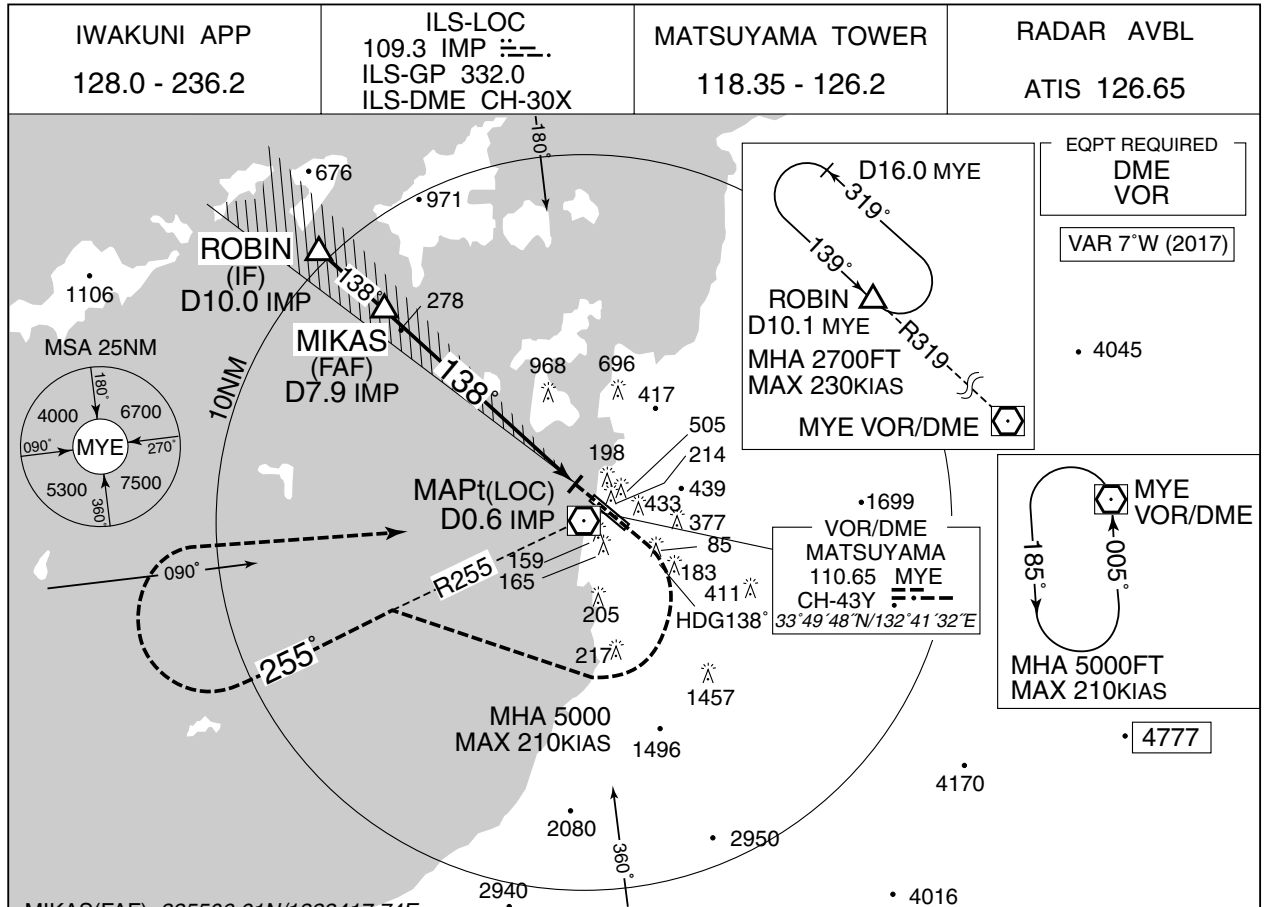 IWAKUNI APP
128.0 - 236.2
ILS-LOC
109.3 IMP
ILS-GP 332.0
ILS-DME CH-30X
MATSUYAMA TOWER
118.35 - 126.2
RADAR AVBL
ATIS 126.65
180°
676
971
ROBIN
(IF)
D10.0 IMP
138°
1106
278
MIKAS
(FAF)
D7.9 IMP
138°
10NM
MSA 25NM
180°
4000
6700
090°
MYE
270°
5300
7500
360°
968
696
417
505
214
198
439
433
377
MAPt(LOC)
D0.6 IMP
159
165
85
183
411
205
HDG138°
217
R255
090°
255°
1457
MHA 5000
MAX 210KIAS
1496
2080
2950
360°
2940
D16.0 MYE
319°
139°
ROBIN
D10.1 MYE
R319
MHA 2700FT
MAX 230KIAS
MYE VOR/DME
EQPT REQUIRED
DME
VOR
VAR 7°W (2017)
4045
1699
VOR/DME
MATSUYAMA
110.65 MYE
CH-43Y
33°49´48˝N/132°41´32˝E
MYE
VOR/DME
185°
005°
MHA 5000FT
MAX 210KIAS
4777
4170
4016